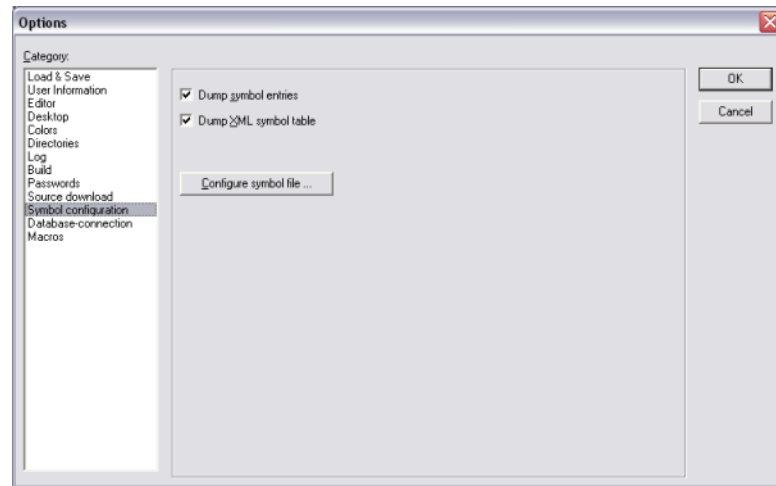 Options
Category:
Load & Save
User Information
Editor
Desktop
Colors
Directories
Log
Build
Passwords
Source download
Symbol configuration
Database-connection
Macros
Dump symbol entries
Dump XML symbol table
Configure symbol file ...
OK
Cancel